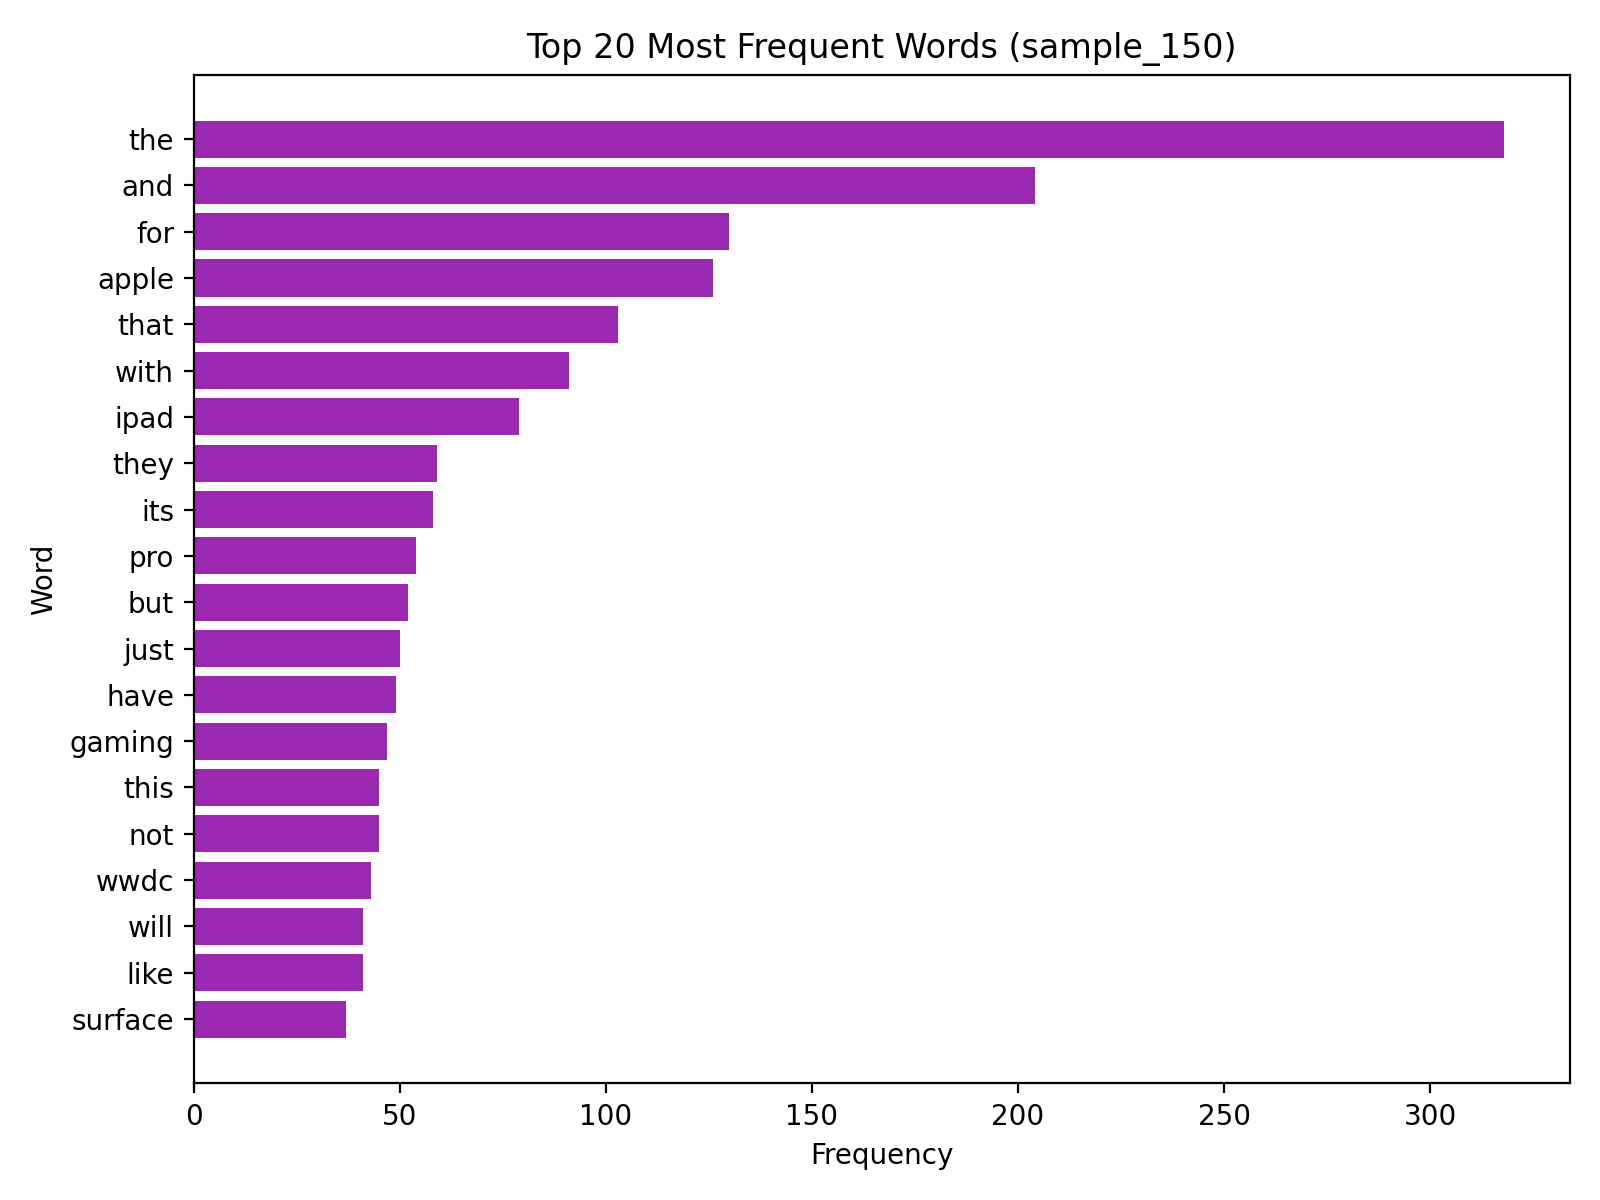 Top 20 Most Frequent Words (sample_150)
the
and
for
apple
that
with
ipad
they
its
pro
but
just
have
gaming
this
not
wwdc
will
like
surface
Word
0 50 100 150 200 250 300
Frequency